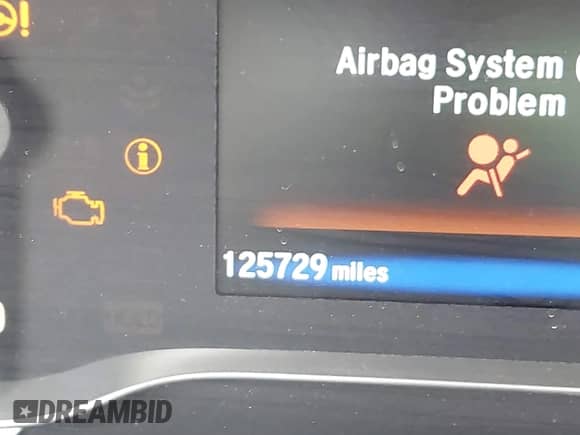 Airbag System
Problem
125729 miles
DREAMBID